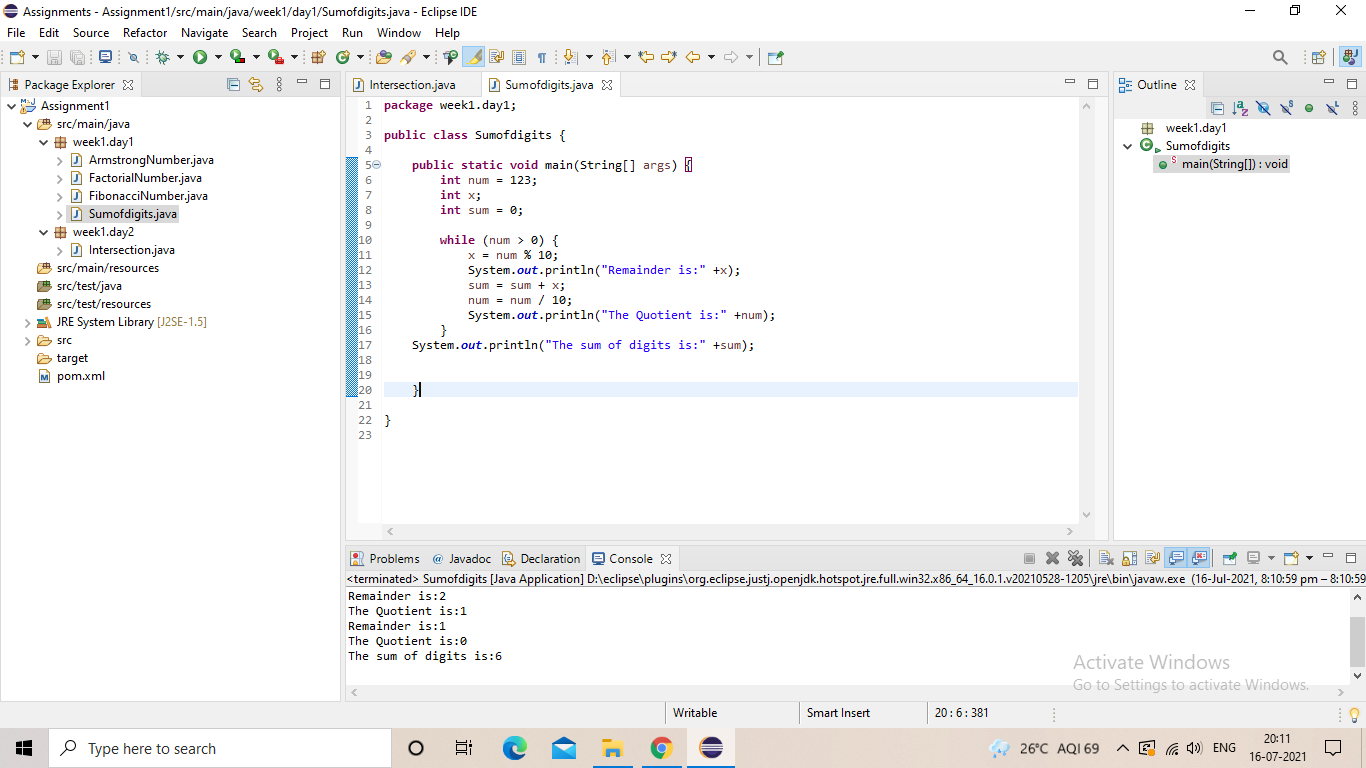 Assignments - Assignment1/src/main/java/week1/day1/Sumofdigits.java - Eclipse IDE
File Edit Source Refactor Navigate Search Project Run Window Help
Package Explorer
Assignment1
src/main/java
week1.day1
ArmstrongNumber.java
FactorialNumber.java
FibonacciNumber.java
Sumofdigits.java
week1.day2
Intersection.java
src/main/resources
src/test/java
src/test/resources
JRE System Library [J2SE-1.5]
src
target
pom.xml
Intersection.java Sumofdigits.java
1 package week1.day1;
2
3 public class Sumofdigits {
4
5 public static void main(String[] args) {
6 int num = 123;
7 int x;
8 int sum = 0;
9
10 while (num > 0) {
11 x = num % 10;
12 System.out.println("Remainder is:" +x);
13 sum = sum + x;
14 num = num / 10;
15 System.out.println("The Quotient is:" +num);
16 }
17 System.out.println("The sum of digits is:" +sum);
18
19
20 }
21
22 }
23
Outline
week1.day1
Sumofdigits
main(String[]) : void
Problems @ Javadoc Declaration Console
<terminated> Sumofdigits [Java Application] D:\eclipse\plugins\org.eclipse.justj.openjdk.hotspot.jre.full.win32.x86_64_16.0.1.v20210528-1205\jre\bin\javaw.exe (16-Jul-2021, 8:10:59 pm – 8:10:59
Remainder is:2
The Quotient is:1
Remainder is:1
The Quotient is:0
The sum of digits is:6
Activate Windows
Go to Settings to activate Windows.
Writable Smart Insert 20 : 6 : 381
Type here to search
26°C AQI 69 ENG
20:11
16-07-2021